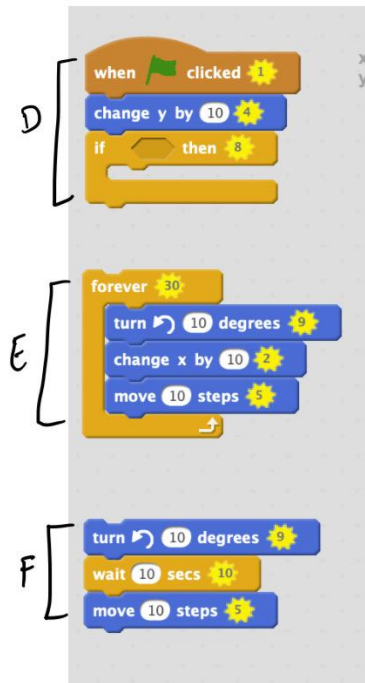 x
y
D
when clicked 1
change y by 10 4
if then 8
E
forever 30
turn 10 degrees 9
change x by 10 2
move 10 steps 5
F
turn 10 degrees 9
wait 10 secs 10
move 10 steps 5